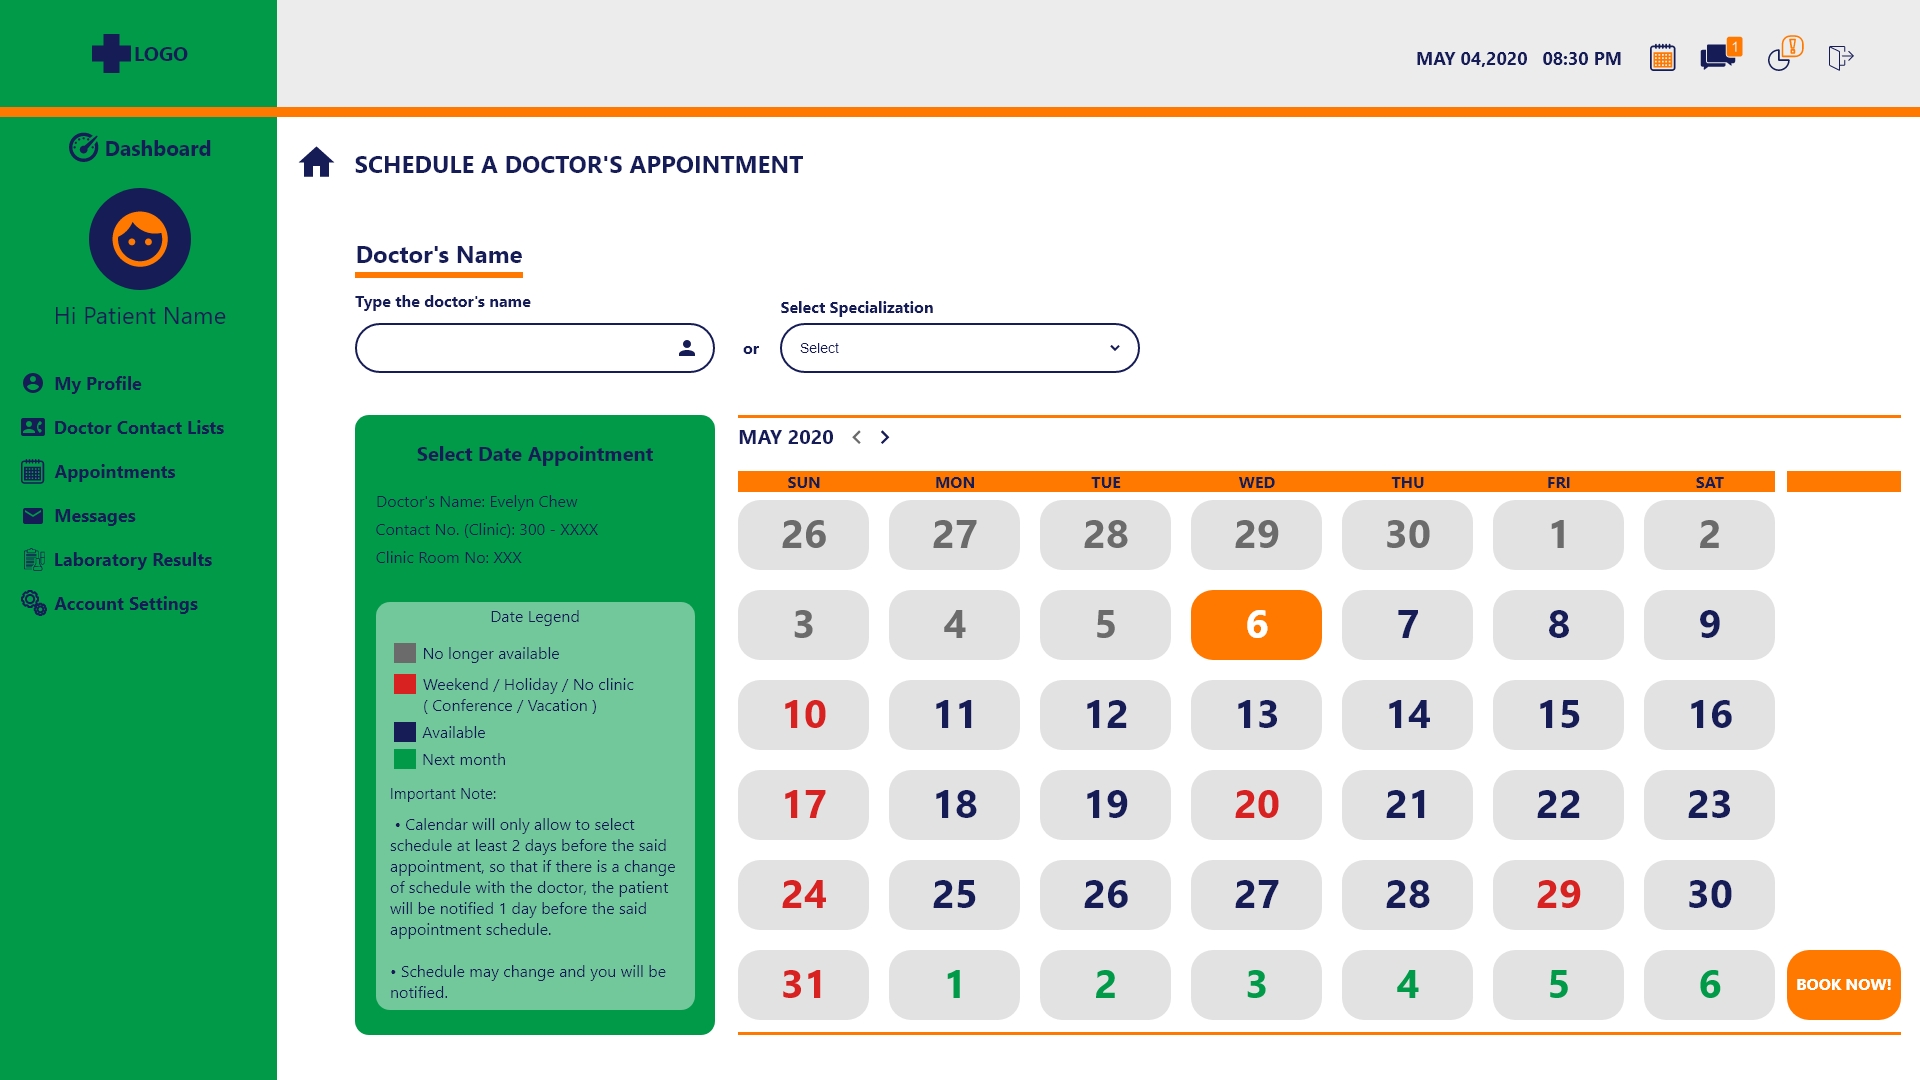 LOGO
MAY 04,2020 08:30 PM
1
Dashboard
Hi Patient Name
My Profile
Doctor Contact Lists
Appointments
Messages
Laboratory Results
Account Settings
SCHEDULE A DOCTOR'S APPOINTMENT
Doctor's Name
Type the doctor's name
or
Select Specialization
Select
Select Date Appointment
Doctor's Name: Evelyn Chew
Contact No. (Clinic): 300 - XXXX
Clinic Room No: XXX
Date Legend
No longer available
Weekend / Holiday / No clinic
( Conference / Vacation )
Available
Next month
Important Note:
• Calendar will only allow to select
schedule at least 2 days before the said
appointment, so that if there is a change
of schedule with the doctor, the patient
will be notified 1 day before the said
appointment schedule.
• Schedule may change and you will be
notified.
MAY 2020
SUN MON TUE WED THU FRI SAT
26 27 28 29 30 1 2
3 4 5 6 7 8 9
10 11 12 13 14 15 16
17 18 19 20 21 22 23
24 25 26 27 28 29 30
31 1 2 3 4 5 6
BOOK NOW!